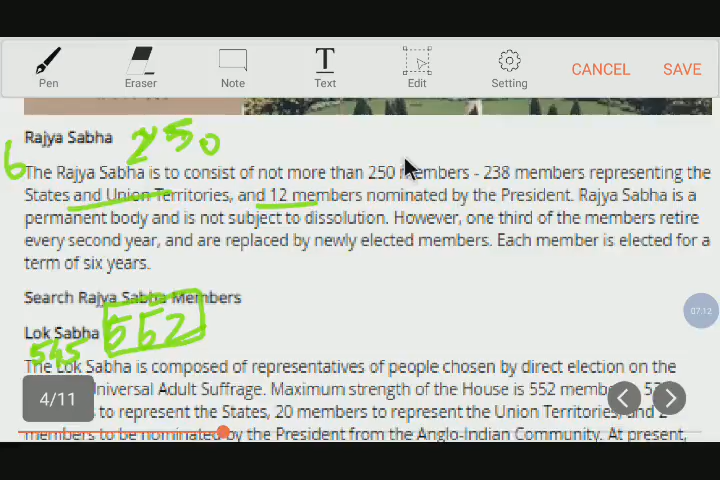 Pen Eraser Note Text Edit Setting CANCEL SAVE
Rajya Sabha 250
6
The Rajya Sabha is to consist of not more than 250 members - 238 members representing the
States and Union Territories, and 12 members nominated by the President. Rajya Sabha is a
permanent body and is not subject to dissolution. However, one third of the members retire
every second year, and are replaced by newly elected members. Each member is elected for a
term of six years.
Search Rajya Sabha Members
07:12
Lok Sabha 552
545
The Lok Sabha is composed of representatives of people chosen by direct election on the
Universal Adult Suffrage. Maximum strength of the House is 552
4/11
to represent the States, 20 members to represent the Union Territories, and 2
members to be nominated by the President from the Anglo-Indian Community. At present,